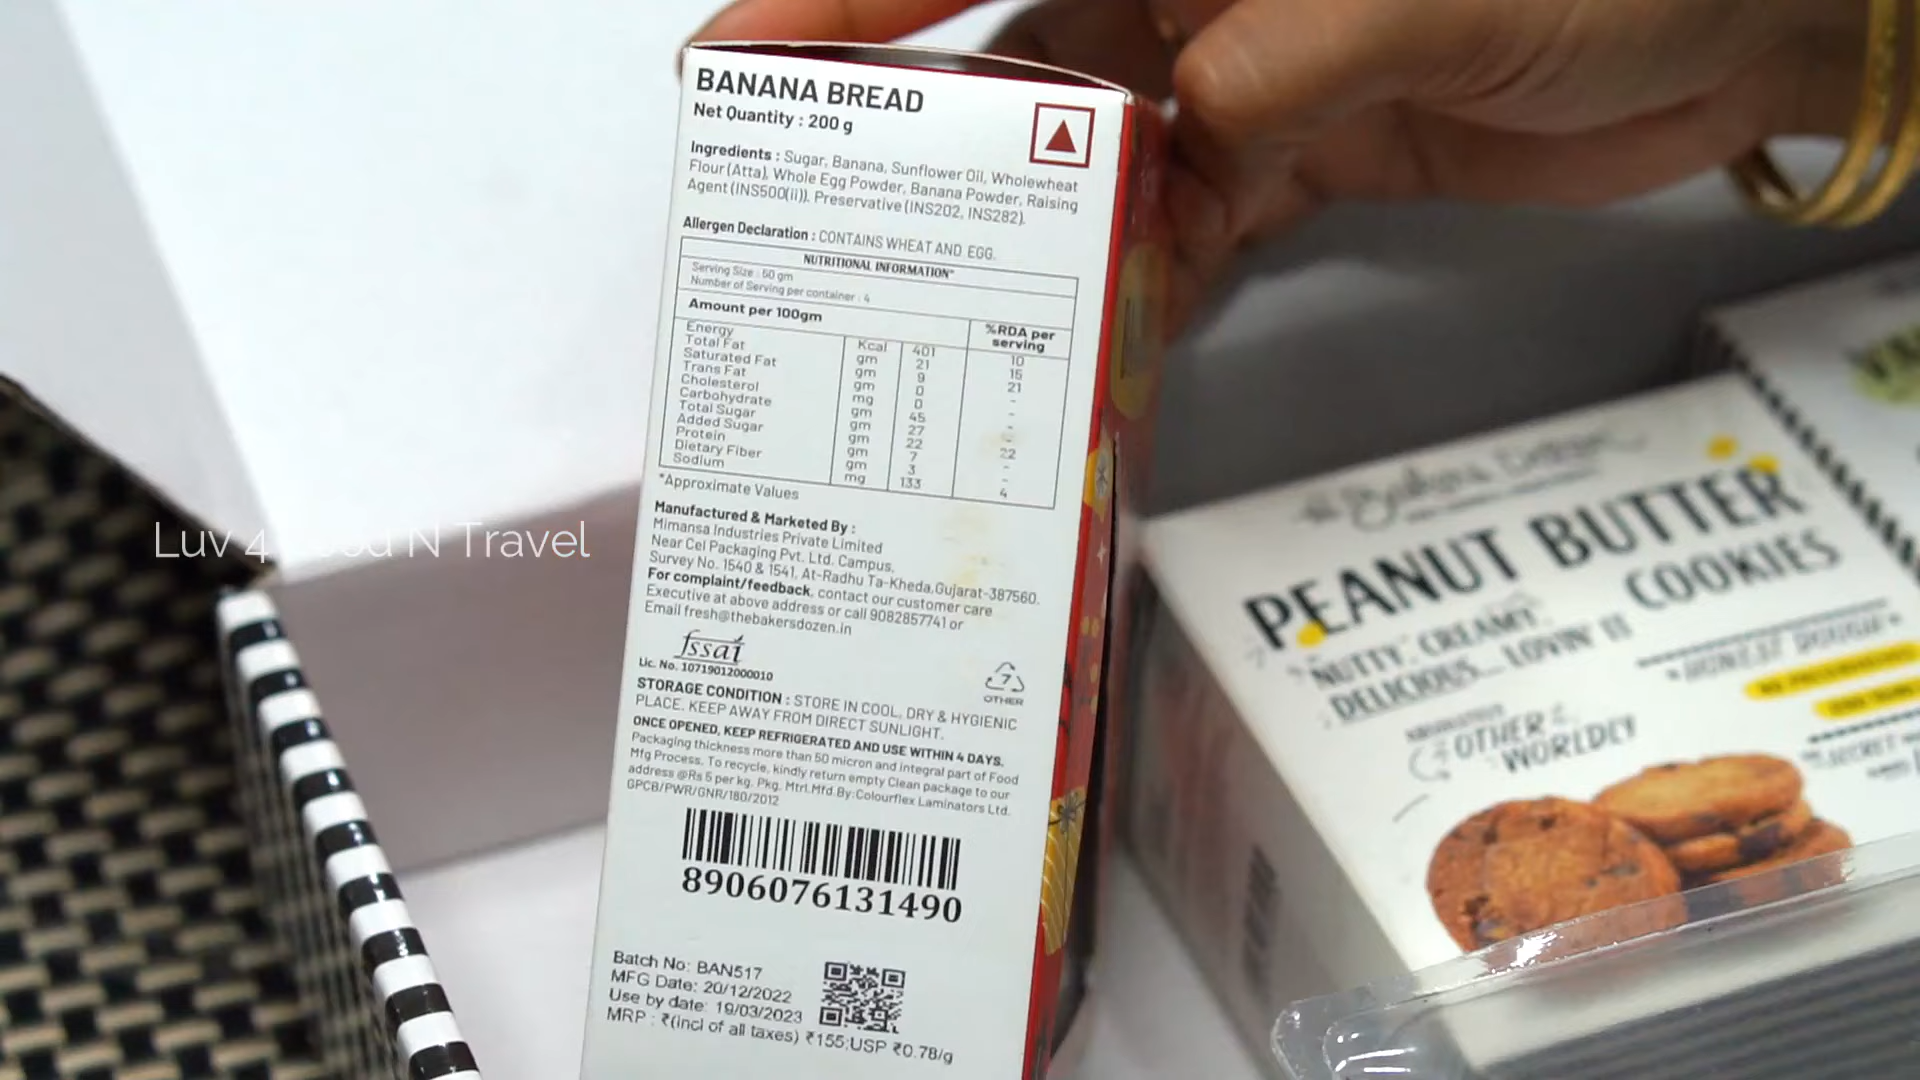 BANANA BREAD
Net Quantity : 200 g
Ingredients : Sugar, Banana, Sunflower Oil, Wholewheat
Flour (Atta), Whole Egg Powder, Banana Powder, Raising
Agent (INS500(ii)). Preservative (INS202, INS282).
Allergen Declaration : CONTAINS WHEAT AND EGG.
NUTRITIONAL INFORMATION*
Serving Size : 50 gm
Number of Serving per container : 4
Amount per 100gm %RDA per serving
Energy Kcal 401 10
Total Fat gm 21 15
Saturated Fat gm 9 21
Trans Fat gm 0 -
Cholesterol mg 0 -
Carbohydrate gm 45 -
Total Sugar gm 27 -
Added Sugar gm 22 22
Protein gm 7 -
Dietary Fiber gm 3 -
Sodium mg 133 4
*Approximate Values
Manufactured & Marketed By :
Mimansa Industries Private Limited
Near Cel Packaging Pvt. Ltd. Campus,
Survey No. 1540 & 1541, At-Radhu Ta-Kheda,Gujarat-387560.
For complaint/feedback, contact our customer care
Executive at above address or call 9082857741 or
Email fresh@thebakersdozen.in
fssai
Lic. No. 10719012000010
7
OTHER
STORAGE CONDITION : STORE IN COOL, DRY & HYGIENIC
PLACE. KEEP AWAY FROM DIRECT SUNLIGHT.
ONCE OPENED, KEEP REFRIGERATED AND USE WITHIN 4 DAYS.
Packaging thickness more than 50 micron and integral part of Food
Mfg Process. To recycle, kindly return empty Clean package to our
address @Rs 5 per kg. Pkg. Mtrl.Mfd.By:Colourflex Laminators Ltd.
GPCB/PWR/GNR/180/2012
8906076131490
Batch No: BAN517
MFG Date: 20/12/2022
Use by date: 19/03/2023
MRP : ₹(incl of all taxes) ₹155:USP ₹0.78/g
Luv 4 Food N Travel
The Bakers Dozen
PEANUT BUTTER
COOKIES
NUTTY, CREAMY,
DELICIOUS... LOVIN' IT
HONEST DOUGH
OTHER
WORLDLY
SECRET